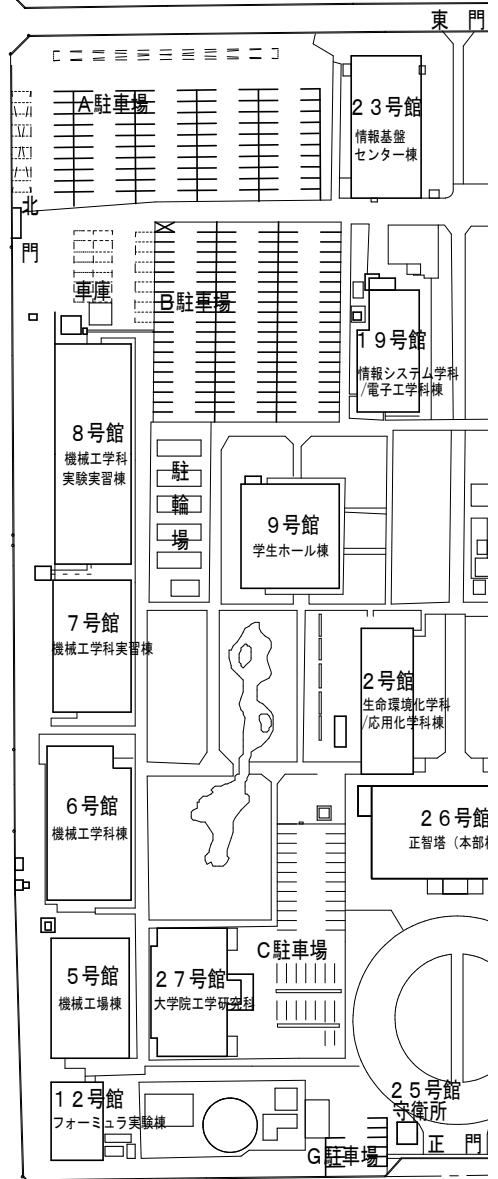 東 門
A駐車場
23号館
情報基盤
センター棟
北
門
車庫
B駐車場
19号館
情報システム学科
/電子工学科棟
8号館
機械工学科
実験実習棟
駐
輪
場
9号館
学生ホール棟
7号館
機械工学科実習棟
2号館
生命環境化学科
/応用化学科棟
6号館
機械工学科棟
26号館
正智塔（本部
5号館
機械工場棟
27号館
大学院工学研究科
C駐車場
12号館
フォーミュラ実験棟
25号館
守衛所
正 門
G駐車場